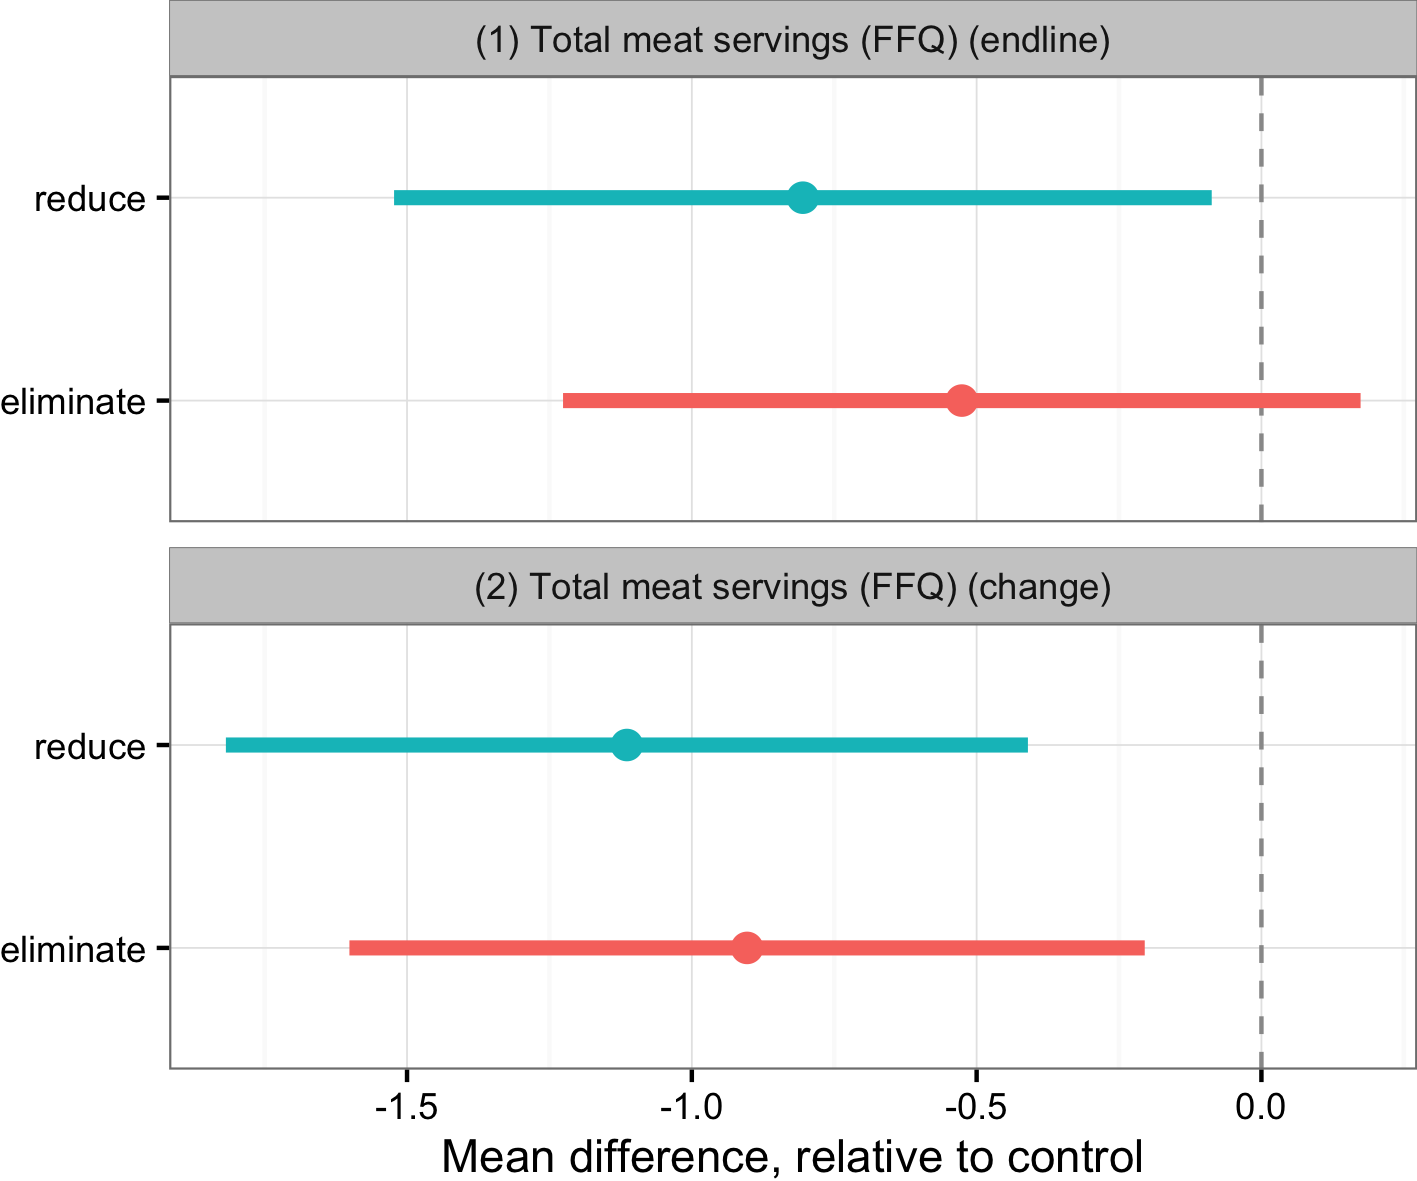 (1) Total meat servings (FFQ) (endline)
reduce
eliminate
(2) Total meat servings (FFQ) (change)
reduce
eliminate
-1.5 -1.0 -0.5 0.0
Mean difference, relative to control